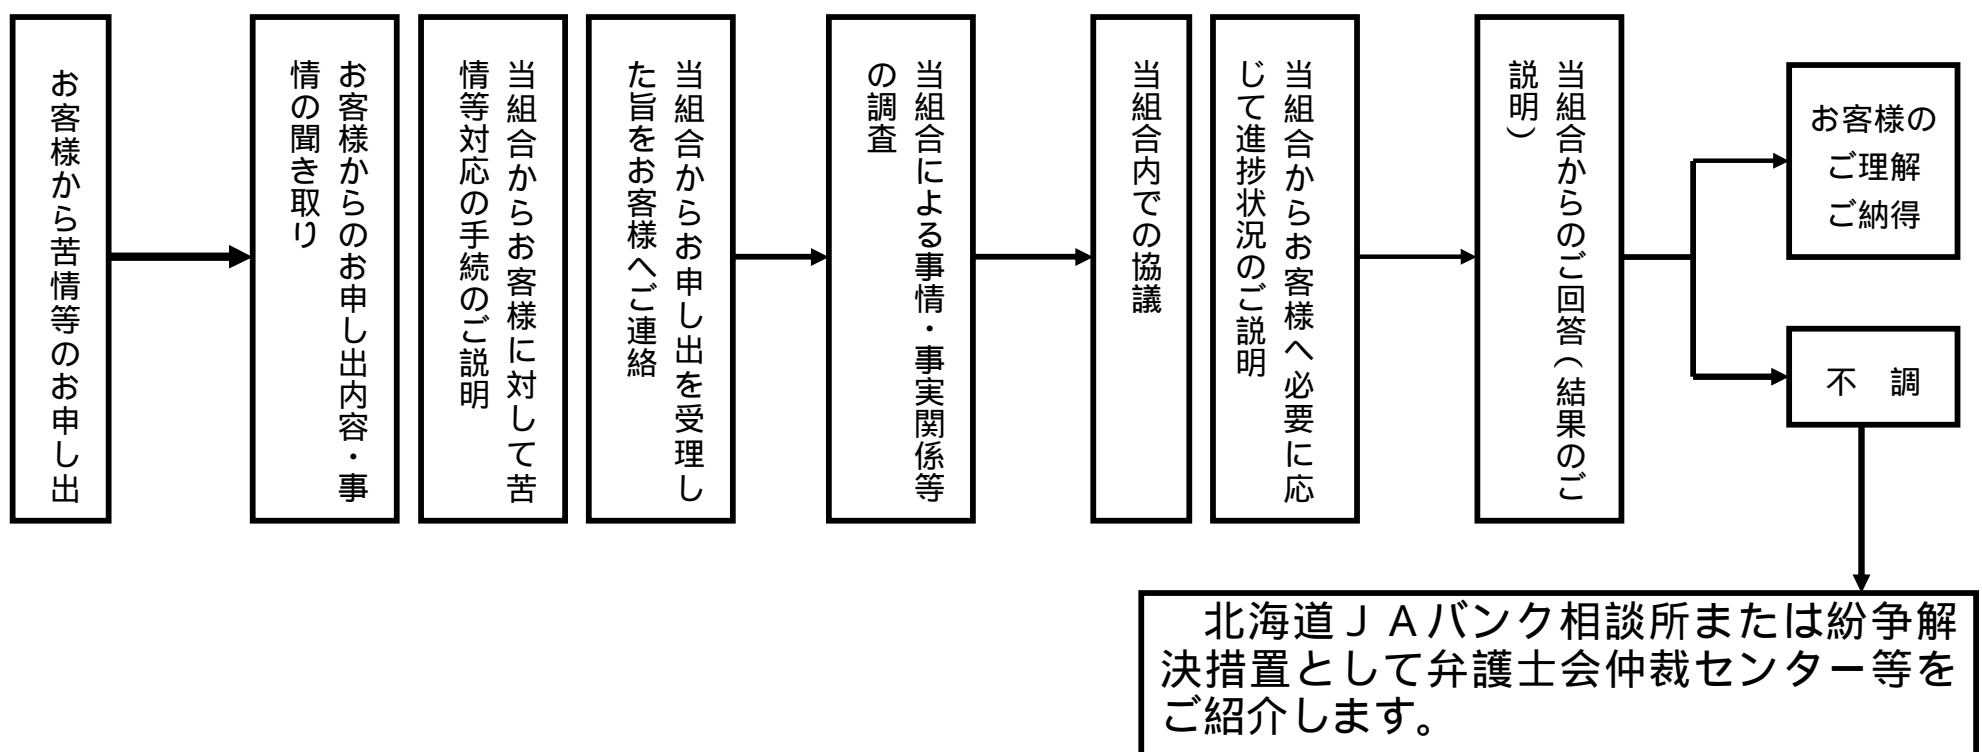 お客様から苦情等のお申し出
お客様からのお申し出内容・事
情の聞き取り
当組合からお客様に対して苦
情等対応の手続のご説明
当組合からお申し出を受理し
た旨をお客様へご連絡
当組合による事情・事実関係等
の調査
当組合内での協議
当組合からお客様へ必要に応
じて進捗状況のご説明
当組合からのご回答（結果のご
説明）
お客様の
ご理解
ご納得
不　調
北海道ＪＡバンク相談所または紛争解
決措置として弁護士会仲裁センター等を
ご紹介します。